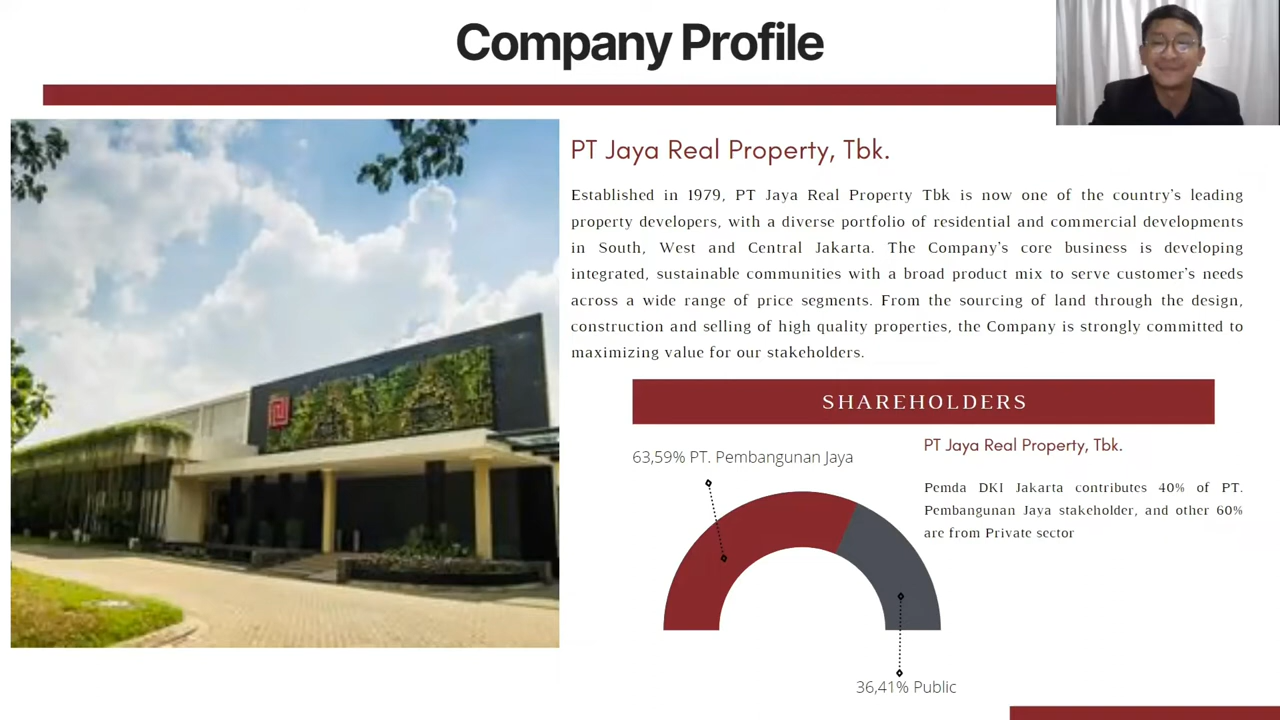 Company Profile
PT Jaya Real Property, Tbk.
Established in 1979, PT Jaya Real Property Tbk is now one of the country's leading
property developers, with a diverse portfolio of residential and commercial developments
in South, West and Central Jakarta. The Company's core business is developing
integrated, sustainable communities with a broad product mix to serve customer's needs
across a wide range of price segments. From the sourcing of land through the design,
construction and selling of high quality properties, the Company is strongly committed to
maximizing value for our stakeholders.
SHAREHOLDERS
63,59% PT. Pembangunan Jaya
PT Jaya Real Property, Tbk.
Pemda DKI Jakarta contributes 40% of PT.
Pembangunan Jaya stakeholder, and other 60%
are from Private sector
36,41% Public